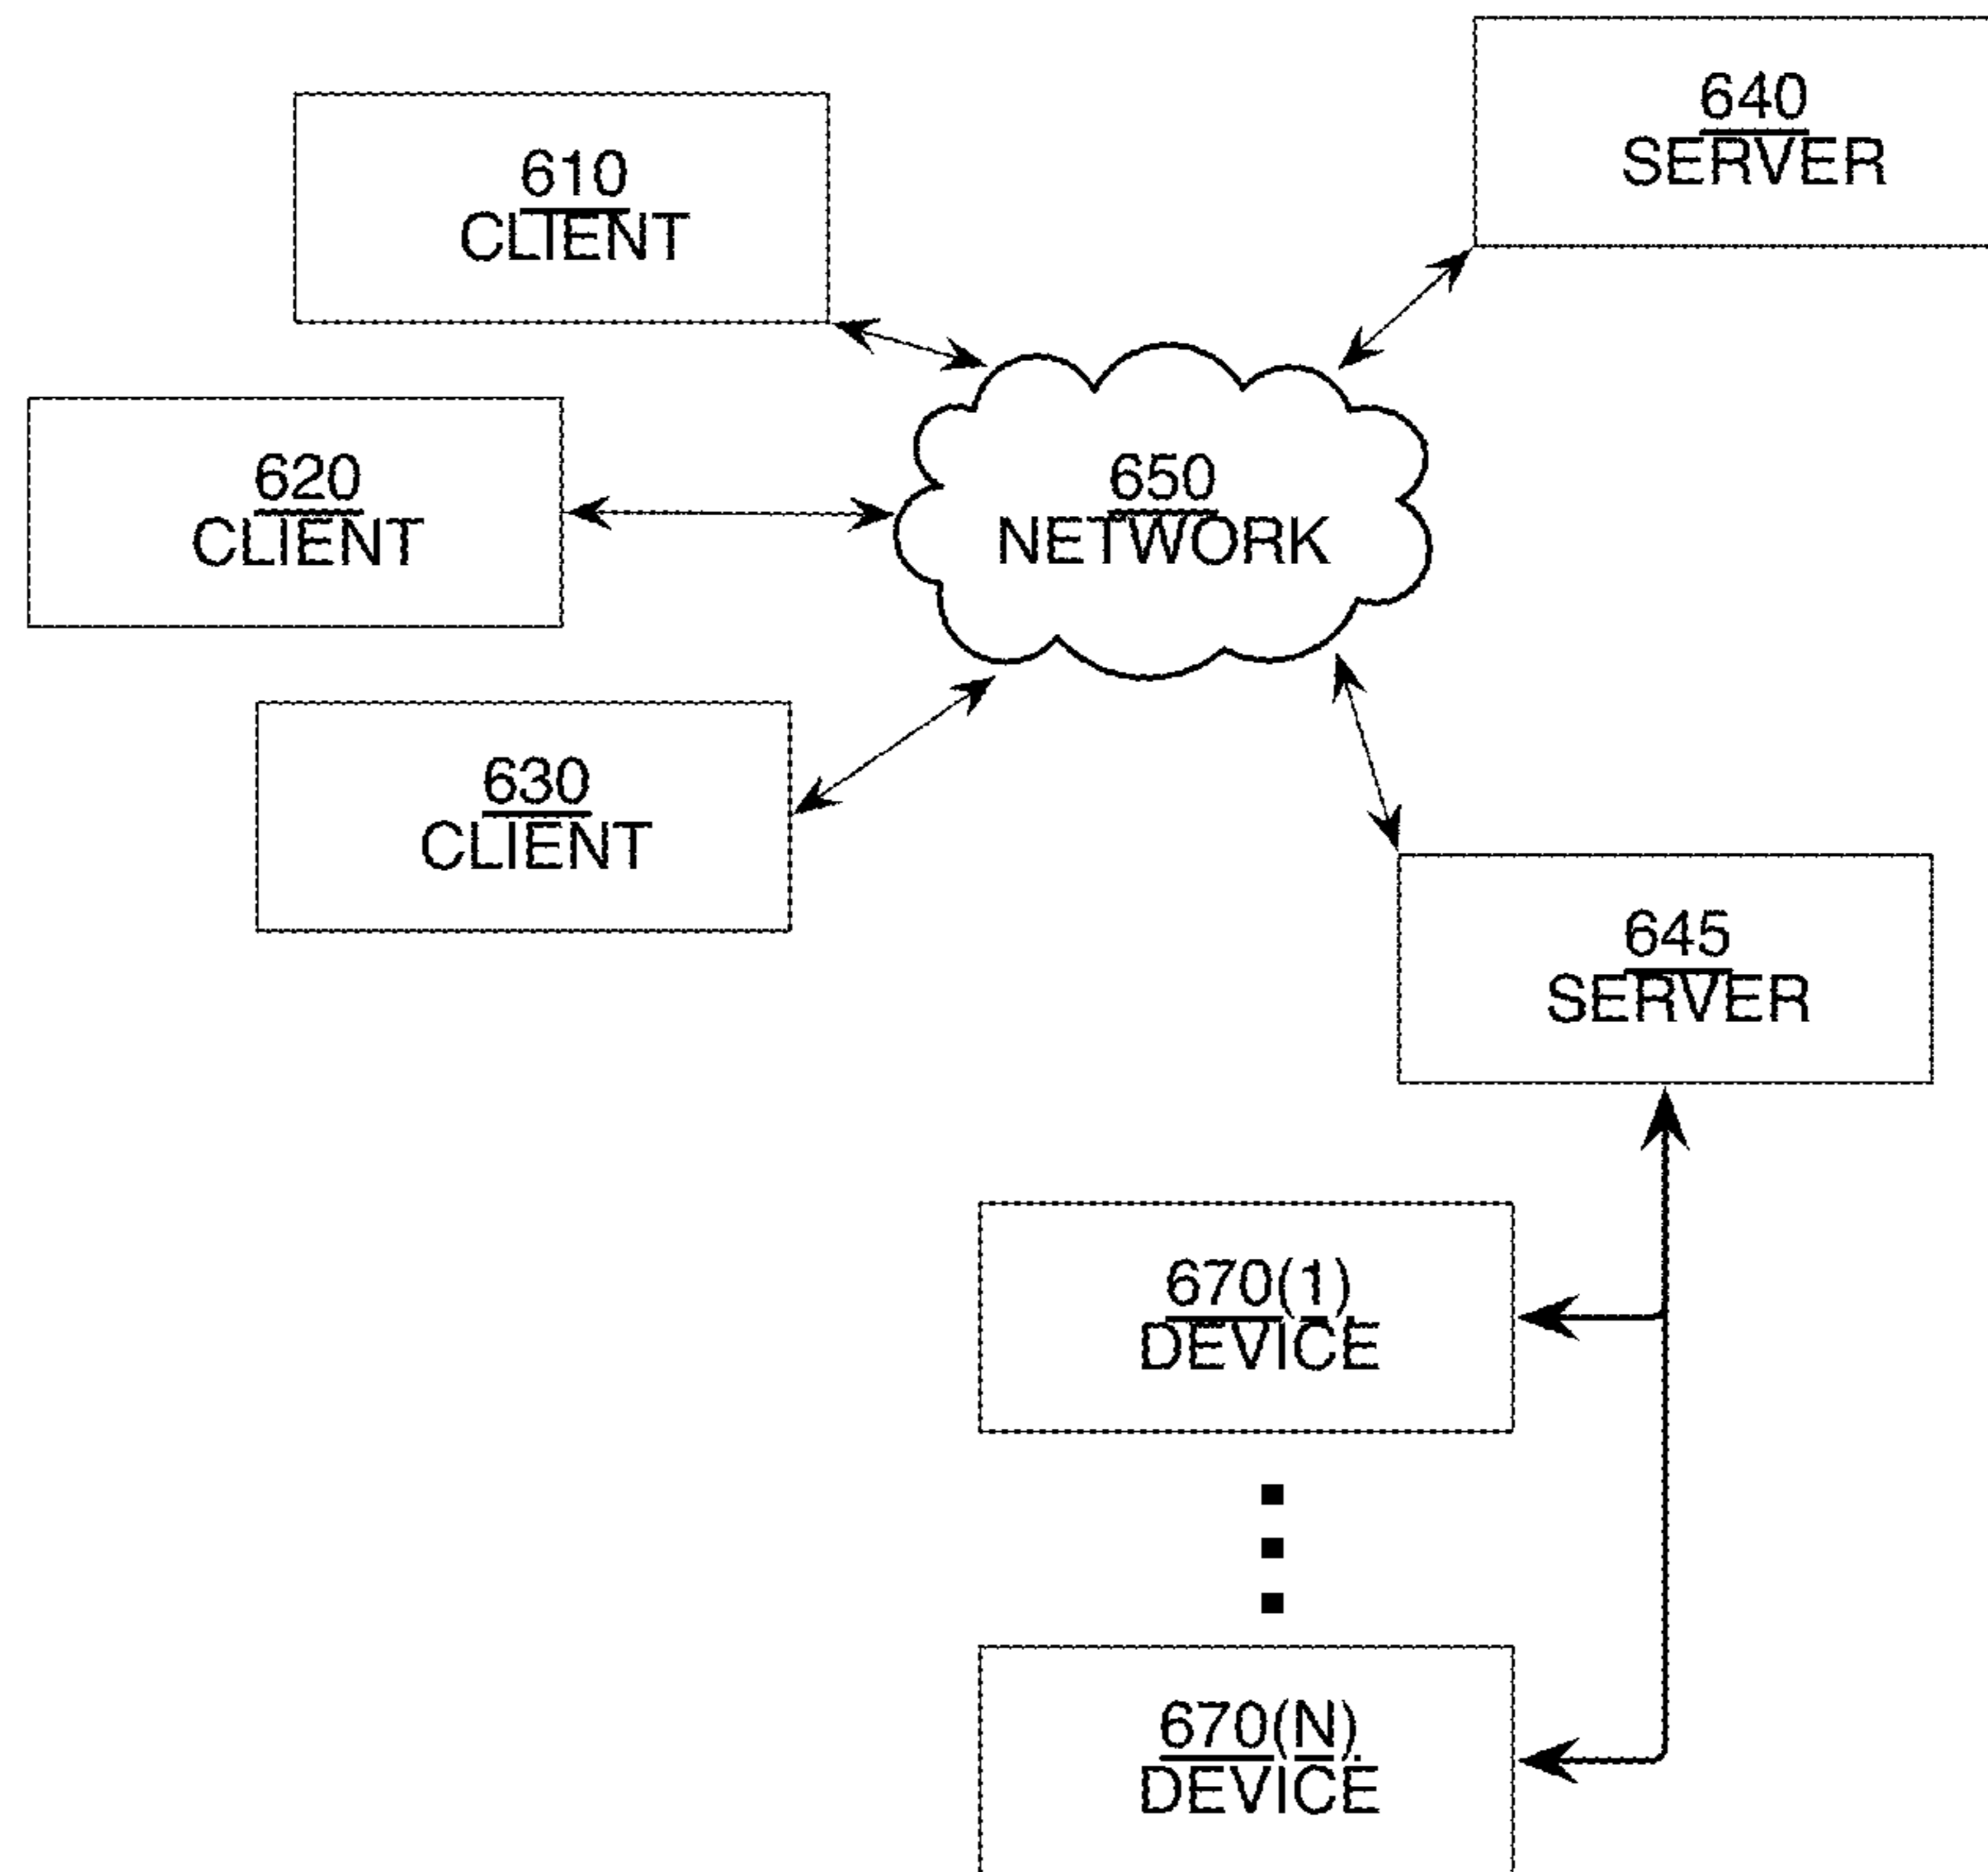 640
SERVER
610
CLIENT
620
CLIENT
650
NETWORK
630
CLIENT
645
SERVER
670(1)
DEVICE
670(N)
DEVICE